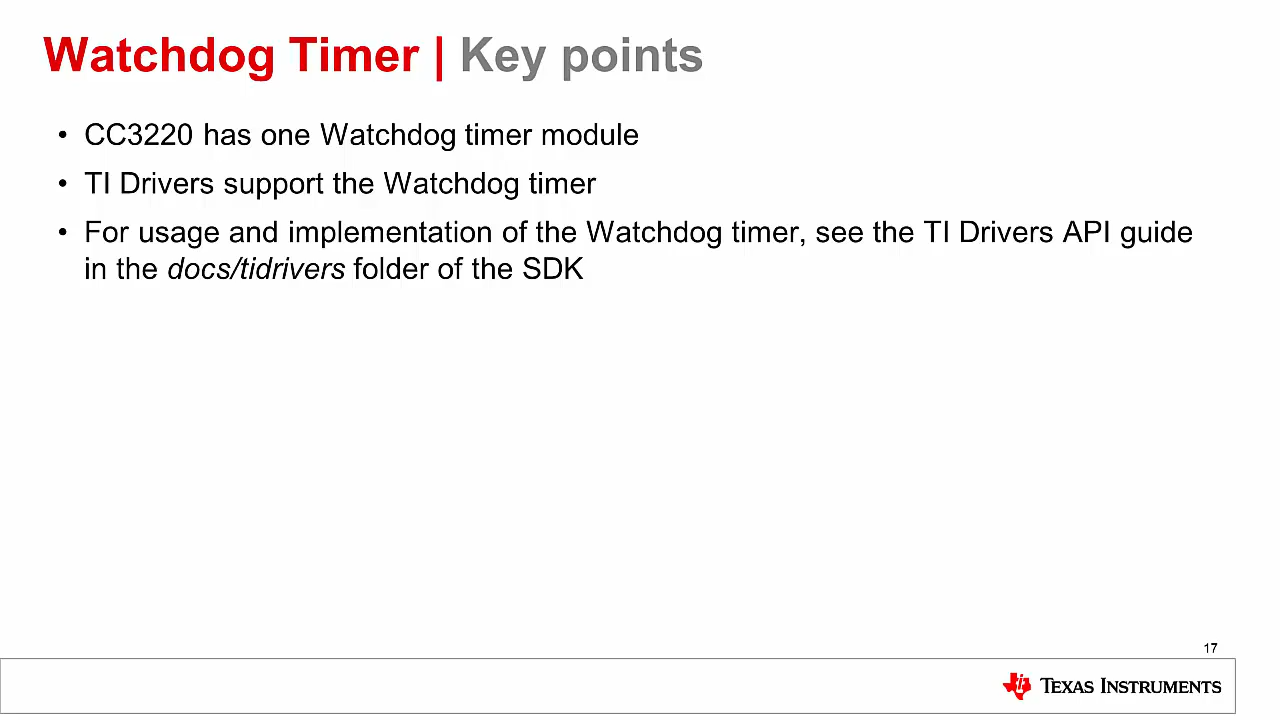 Watchdog Timer | Key points
• CC3220 has one Watchdog timer module
• TI Drivers support the Watchdog timer
• For usage and implementation of the Watchdog timer, see the TI Drivers API guide
in the docs/tidrivers folder of the SDK
17
TEXAS INSTRUMENTS